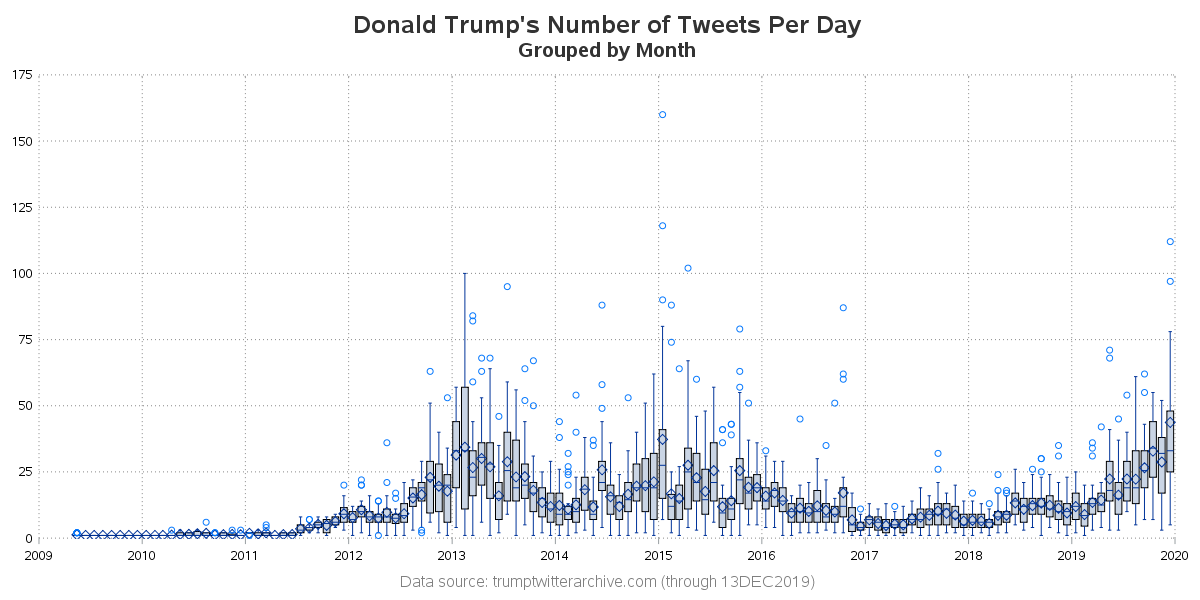 Donald Trump's Number of Tweets Per Day
Grouped by Month
175
150
125
100
75
50
25
0
2009 2010 2011 2012 2013 2014 2015 2016 2017 2018 2019 2020
Data source: trumptwitterarchive.com (through 13DEC2019)